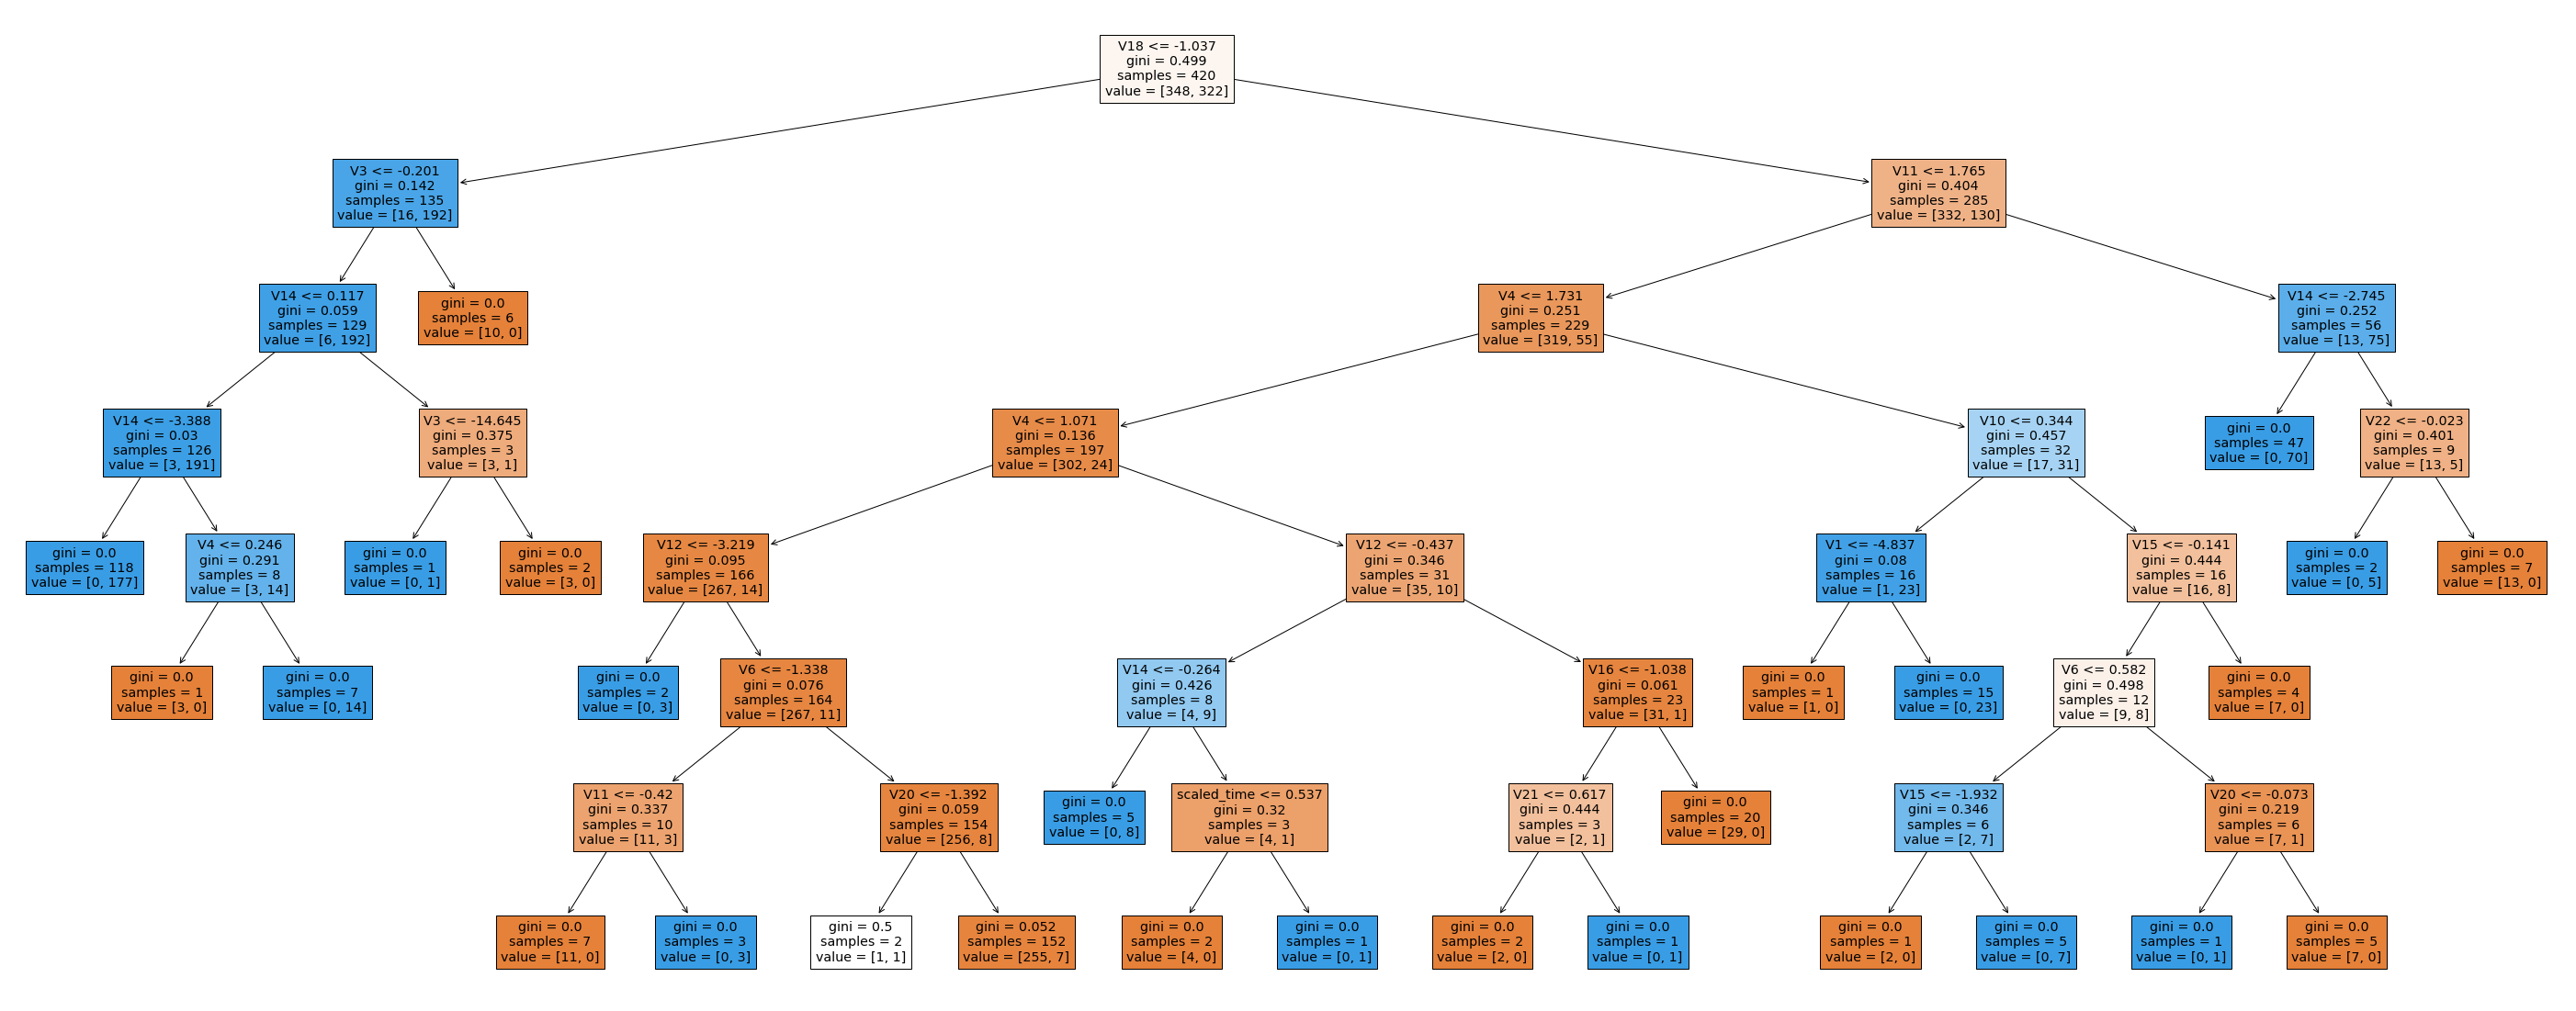 V18 <= -1.037
gini = 0.499
samples = 420
value = [348, 322]
V3 <= -0.201
gini = 0.142
samples = 135
value = [16, 192]
V11 <= 1.765
gini = 0.404
samples = 285
value = [332, 130]
V14 <= 0.117
gini = 0.059
samples = 129
value = [6, 192]
gini = 0.0
samples = 6
value = [10, 0]
V4 <= 1.731
gini = 0.251
samples = 229
value = [319, 55]
V14 <= -2.745
gini = 0.252
samples = 56
value = [13, 75]
V14 <= -3.388
gini = 0.03
samples = 126
value = [3, 191]
V3 <= -14.645
gini = 0.375
samples = 3
value = [3, 1]
V4 <= 1.071
gini = 0.136
samples = 197
value = [302, 24]
V10 <= 0.344
gini = 0.457
samples = 32
value = [17, 31]
gini = 0.0
samples = 47
value = [0, 70]
V22 <= -0.023
gini = 0.401
samples = 9
value = [13, 5]
gini = 0.0
samples = 118
value = [0, 177]
V4 <= 0.246
gini = 0.291
samples = 8
value = [3, 14]
gini = 0.0
samples = 1
value = [0, 1]
gini = 0.0
samples = 2
value = [3, 0]
V12 <= -3.219
gini = 0.095
samples = 166
value = [267, 14]
V12 <= -0.437
gini = 0.346
samples = 31
value = [35, 10]
V1 <= -4.837
gini = 0.08
samples = 16
value = [1, 23]
V15 <= -0.141
gini = 0.444
samples = 16
value = [16, 8]
gini = 0.0
samples = 2
value = [0, 5]
gini = 0.0
samples = 7
value = [13, 0]
gini = 0.0
samples = 1
value = [3, 0]
gini = 0.0
samples = 7
value = [0, 14]
gini = 0.0
samples = 2
value = [0, 3]
V6 <= -1.338
gini = 0.076
samples = 164
value = [267, 11]
V14 <= -0.264
gini = 0.426
samples = 8
value = [4, 9]
V16 <= -1.038
gini = 0.061
samples = 23
value = [31, 1]
gini = 0.0
samples = 1
value = [1, 0]
gini = 0.0
samples = 15
value = [0, 23]
V6 <= 0.582
gini = 0.498
samples = 12
value = [9, 8]
gini = 0.0
samples = 4
value = [7, 0]
V11 <= -0.42
gini = 0.337
samples = 10
value = [11, 3]
V20 <= -1.392
gini = 0.059
samples = 154
value = [256, 8]
gini = 0.0
samples = 5
value = [0, 8]
scaled_time <= 0.537
gini = 0.32
samples = 3
value = [4, 1]
V21 <= 0.617
gini = 0.444
samples = 3
value = [2, 1]
gini = 0.0
samples = 20
value = [29, 0]
V15 <= -1.932
gini = 0.346
samples = 6
value = [2, 7]
V20 <= -0.073
gini = 0.219
samples = 6
value = [7, 1]
gini = 0.0
samples = 7
value = [11, 0]
gini = 0.0
samples = 3
value = [0, 3]
gini = 0.5
samples = 2
value = [1, 1]
gini = 0.052
samples = 152
value = [255, 7]
gini = 0.0
samples = 2
value = [4, 0]
gini = 0.0
samples = 1
value = [0, 1]
gini = 0.0
samples = 2
value = [2, 0]
gini = 0.0
samples = 1
value = [0, 1]
gini = 0.0
samples = 1
value = [2, 0]
gini = 0.0
samples = 5
value = [0, 7]
gini = 0.0
samples = 1
value = [0, 1]
gini = 0.0
samples = 5
value = [7, 0]